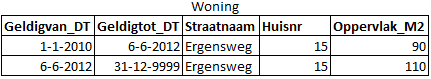 Woning
Geldigvan_DT Geldigtot_DT Straatnaam Huisnr Oppervlak_M2
1-1-2010 6-6-2012 Ergensweg 15 90
6-6-2012 31-12-9999 Ergensweg 15 110